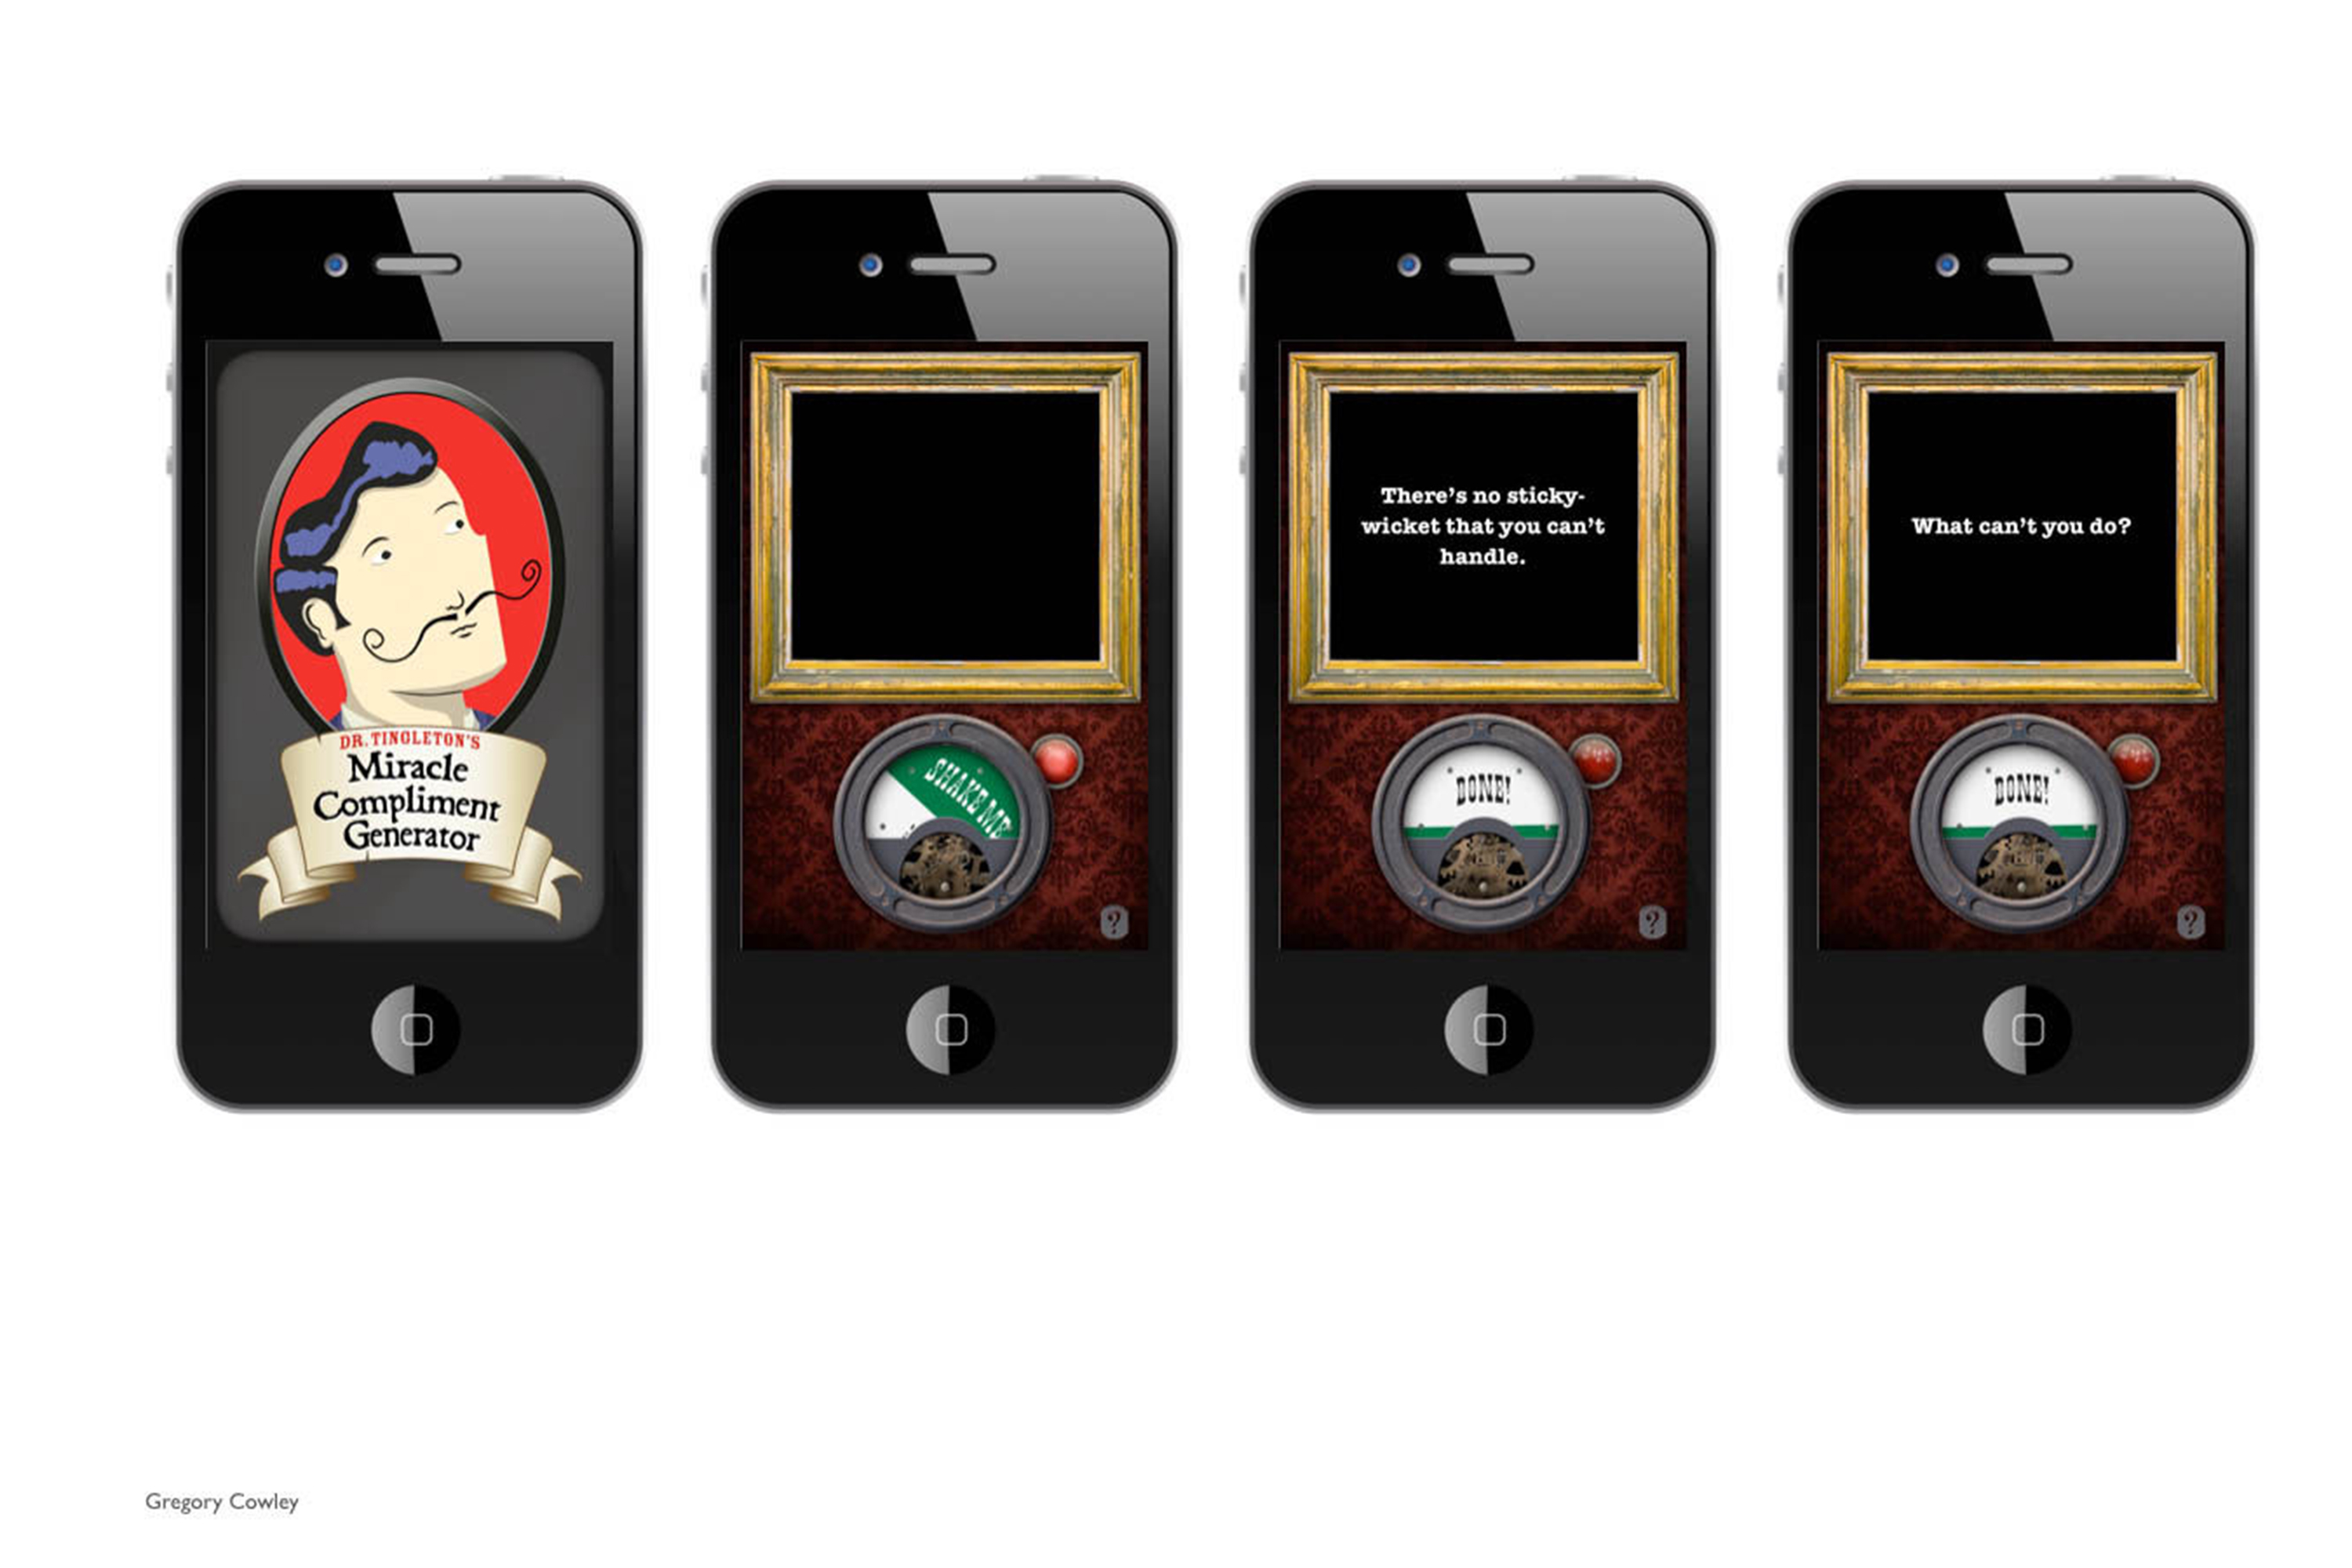 DR. TINGLETON'S
Miracle
Compliment
Generator
SHAKE ME
?
There's no sticky-
wicket that you can't
handle.
DONE!
?
What can't you do?
DONE!
?
Gregory Cowley